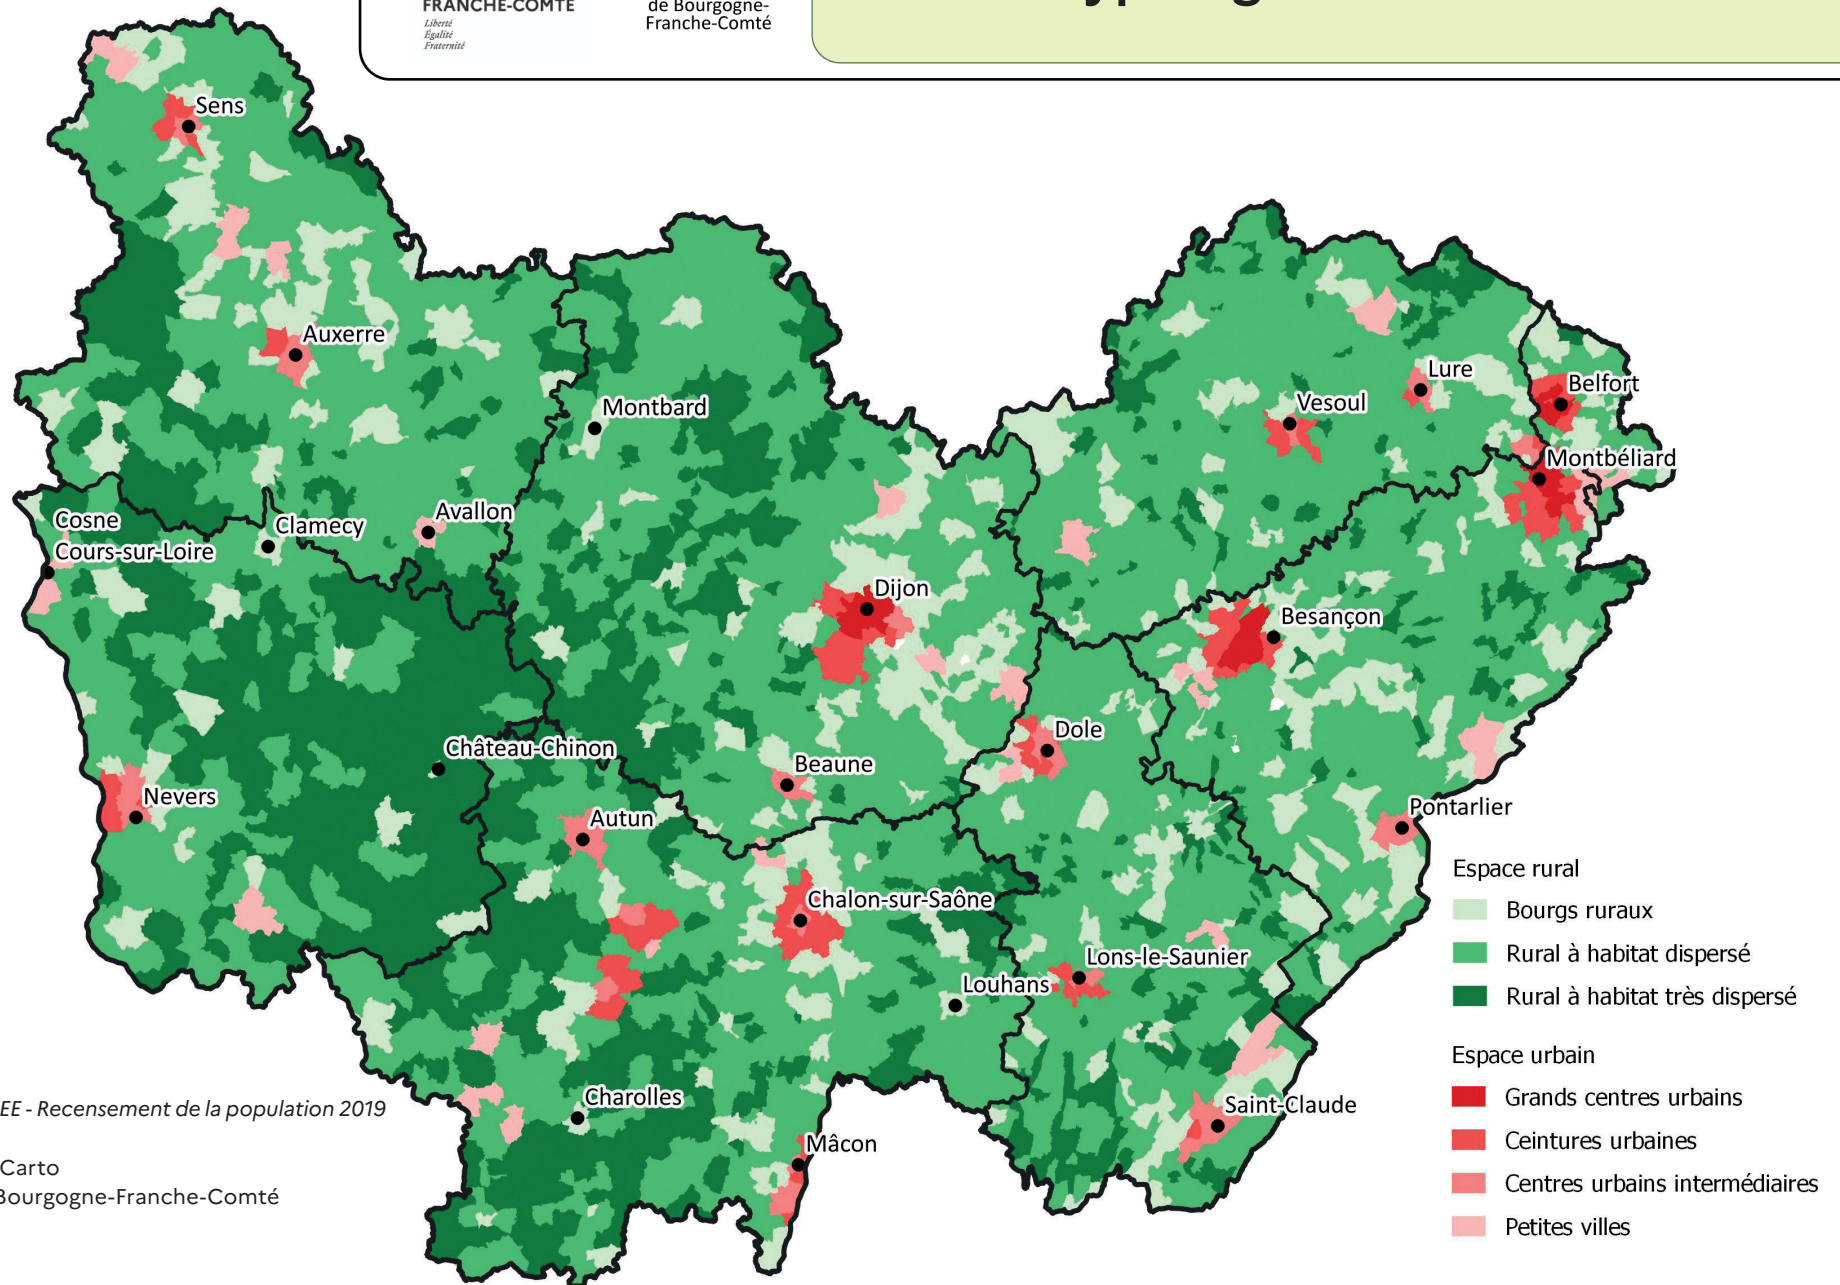 FRANCHE-COMTÉ
Liberté
Égalité
Fraternité
de Bourgogne-
Franche-Comté
Sens
Auxerre
Montbard
Lure
Belfort
Vesoul
Montbéliard
Cosne
Cours-sur-Loire
Clamecy
Avallon
Dijon
Besançon
Dole
Château-Chinon
Beaune
Nevers
Autun
Pontarlier
Chalon-sur-Saône
Lons-le-Saunier
Louhans
Charolles
Saint-Claude
Mâcon
Espace rural
Bourgs ruraux
Rural à habitat dispersé
Rural à habitat très dispersé
Espace urbain
Grands centres urbains
Ceintures urbaines
Centres urbains intermédiaires
Petites villes
EE - Recensement de la population 2019
Carto
Bourgogne-Franche-Comté